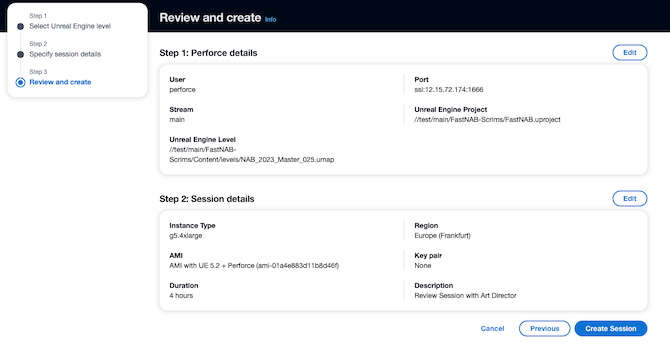 Step 1
Select Unreal Engine level
Step 2
Specify session details
Step 3
Review and create
Review and create Info
Step 1: Perforce details
Edit
User
perforce
Port
ssl:12.15.72.174:1666
Stream
main
Unreal Engine Project
//test/main/FastNAB-Scrims/FastNAB.uproject
Unreal Engine Level
//test/main/FastNAB-
Scrims/Content/levels/NAB_2023_Master_025.umap
Step 2: Session details
Edit
Instance Type
g5.4xlarge
Region
Europe (Frankfurt)
AMI
AMI with UE 5.2 + Perforce (ami-01a4e883d11b8d46f)
Key pair
None
Duration
4 hours
Description
Review Session with Art Director
Cancel
Previous
Create Session